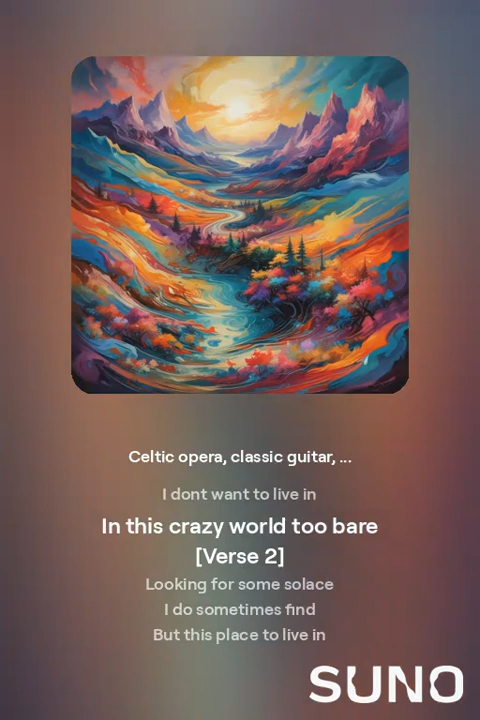 Celtic opera, classic guitar, ...
I dont want to live in
In this crazy world too bare
[Verse 2]
Looking for some solace
I do sometimes find
But this place to live in
SUNO